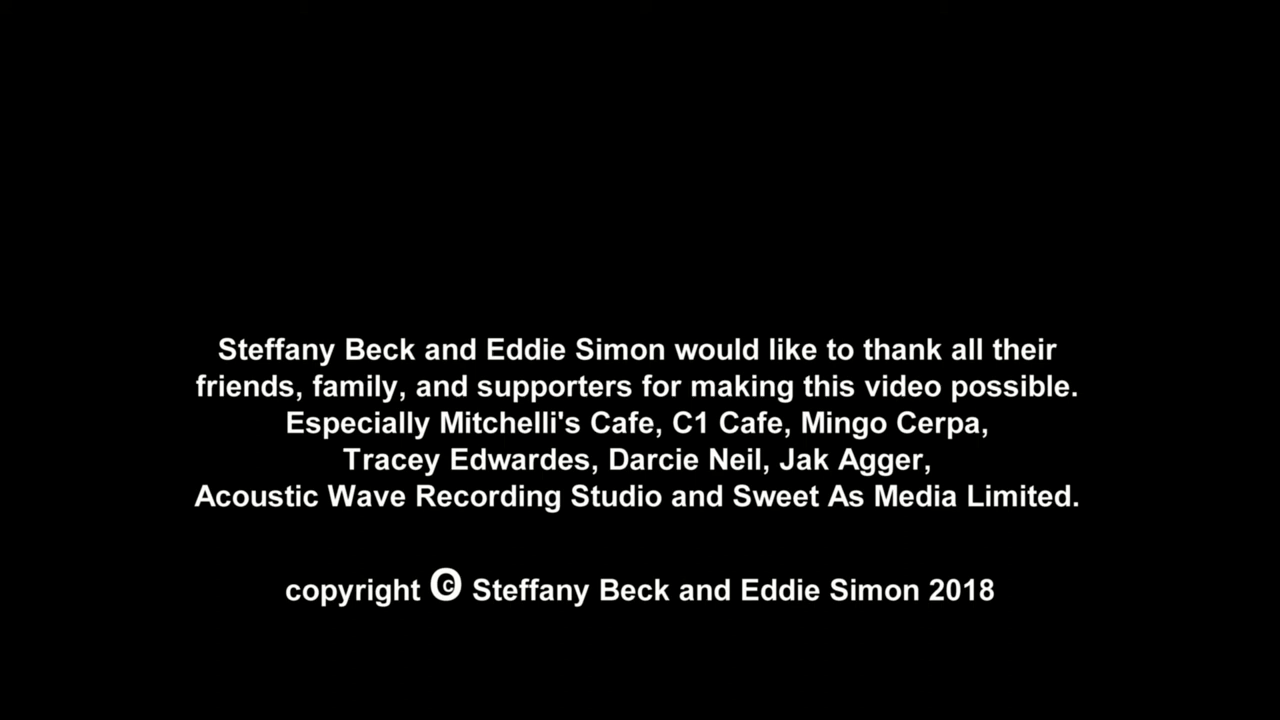 Steffany Beck and Eddie Simon would like to thank all their
friends, family, and supporters for making this video possible.
Especially Mitchelli's Cafe, C1 Cafe, Mingo Cerpa,
Tracey Edwardes, Darcie Neil, Jak Agger,
Acoustic Wave Recording Studio and Sweet As Media Limited.
copyright © Steffany Beck and Eddie Simon 2018